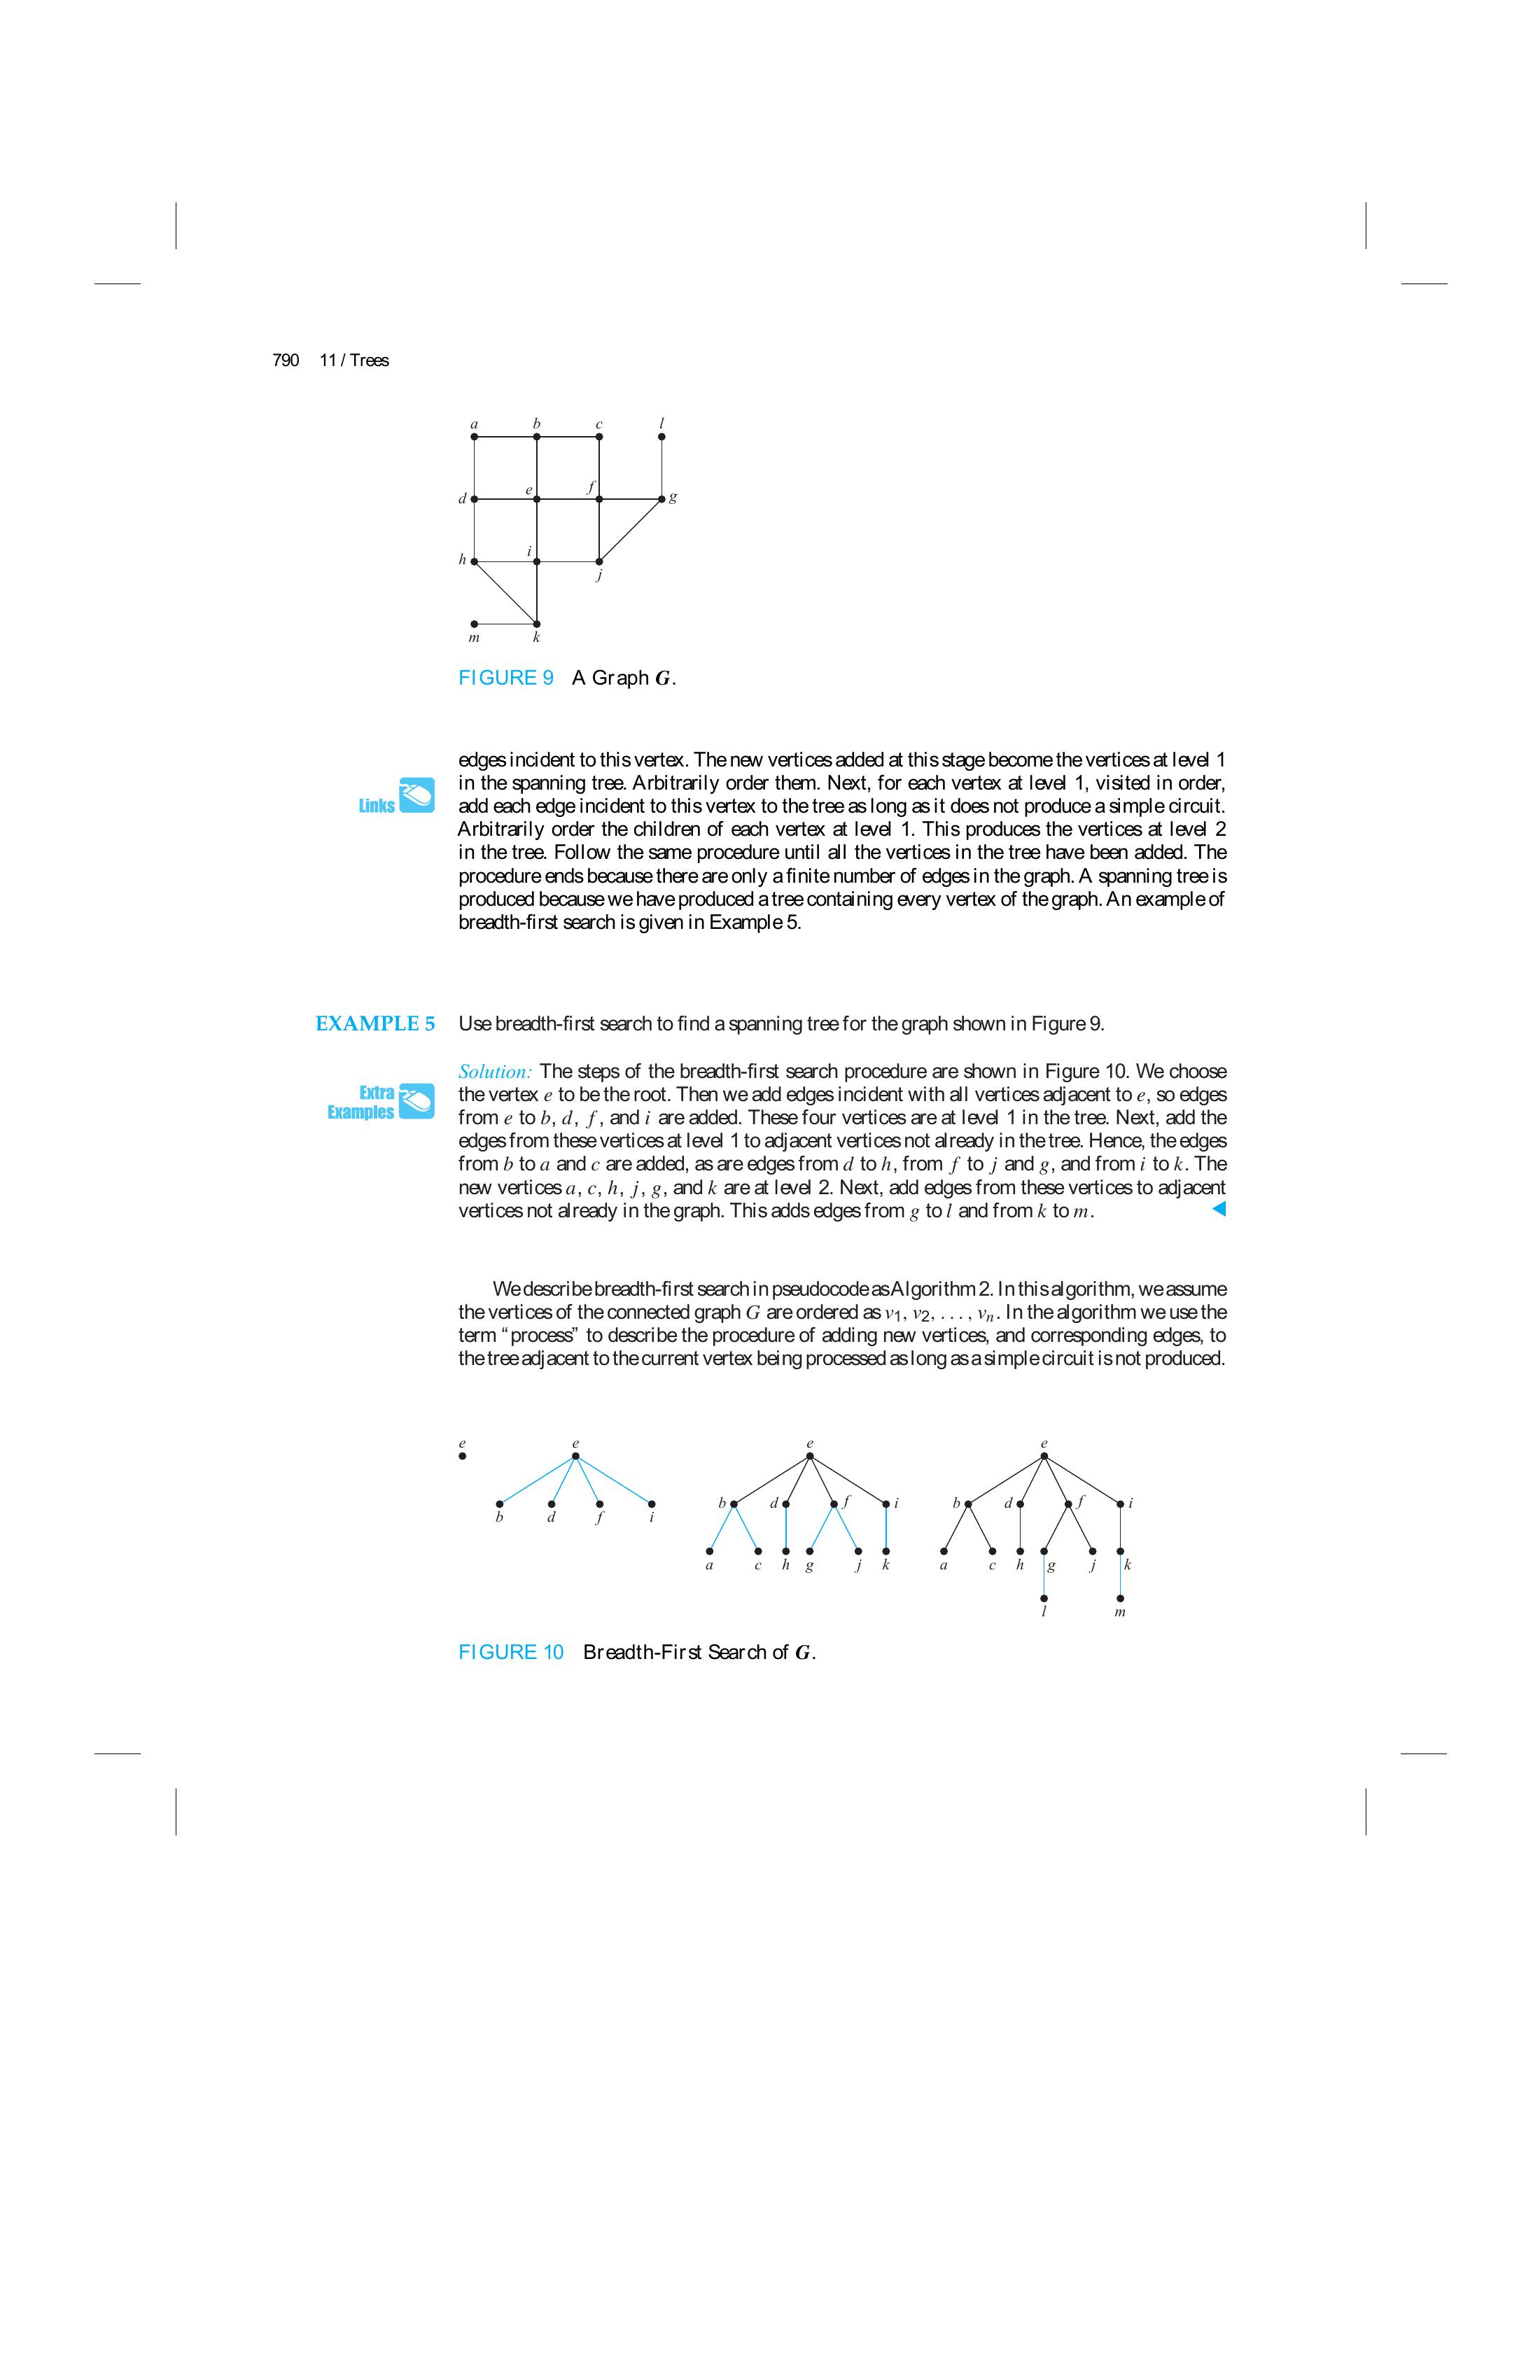 790 11 / Trees
a b c l
d e f g
h i j
m k
FIGURE 9 A Graph G.
edges incident to this vertex. The new vertices added at this stage become the vertices at level 1
in the spanning tree. Arbitrarily order them. Next, for each vertex at level 1, visited in order,
Links
add each edge incident to this vertex to the tree as long as it does not produce a simple circuit.
Arbitrarily order the children of each vertex at level 1. This produces the vertices at level 2
in the tree. Follow the same procedure until all the vertices in the tree have been added. The
procedure ends because there are only a finite number of edges in the graph. A spanning tree is
produced because we have produced a tree containing every vertex of the graph. An example of
breadth-first search is given in Example 5.
EXAMPLE 5 Use breadth-first search to find a spanning tree for the graph shown in Figure 9.
Solution: The steps of the breadth-first search procedure are shown in Figure 10. We choose
Extra
Examples
the vertex e to be the root. Then we add edges incident with all vertices adjacent to e, so edges
from e to b, d, f, and i are added. These four vertices are at level 1 in the tree. Next, add the
edges from these vertices at level 1 to adjacent vertices not already in the tree. Hence, the edges
from b to a and c are added, as are edges from d to h, from f to j and g, and from i to k. The
new vertices a, c, h, j, g, and k are at level 2. Next, add edges from these vertices to adjacent
vertices not already in the graph. This adds edges from g to l and from k to m.
We describe breadth-first search in pseudocode as Algorithm 2. In this algorithm, we assume
the vertices of the connected graph G are ordered as v1, v2, . . . , vn. In the algorithm we use the
term “process” to describe the procedure of adding new vertices, and corresponding edges, to
the tree adjacent to the current vertex being processed as long as a simple circuit is not produced.
e e e e
b d f i b d f i
b d f i
a c h g j k a c h g j k
l m
FIGURE 10 Breadth-First Search of G.